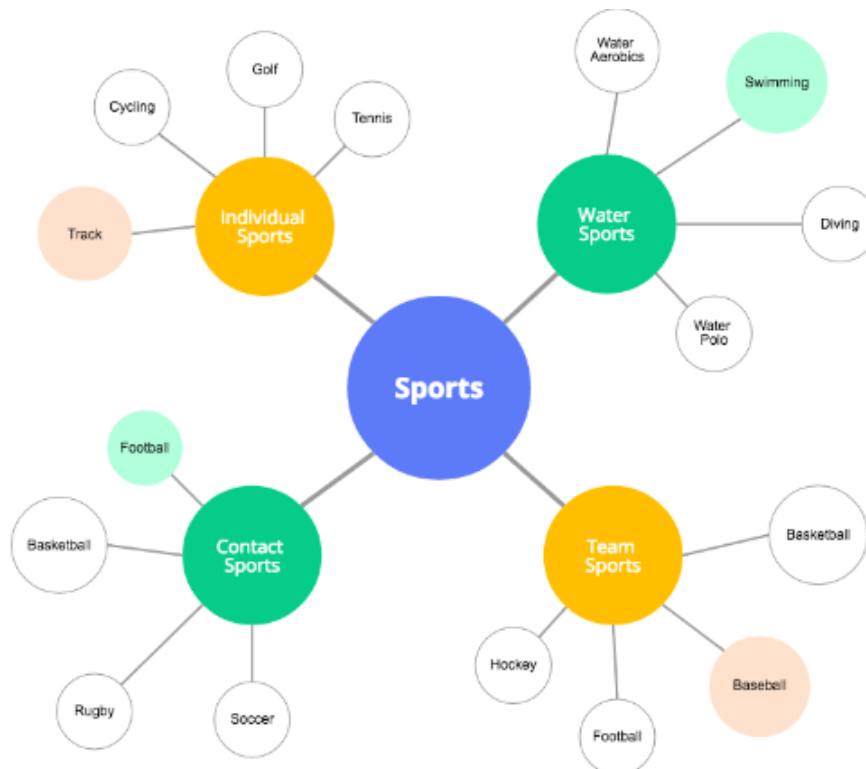 Water
Aerobics
Golf
Swimming
Cycling
Tennis
Individual
Sports
Water
Sports
Track
Diving
Water
Polo
Sports
Football
Basketball
Contact
Sports
Team
Sports
Basketball
Hockey
Baseball
Rugby
Soccer
Football